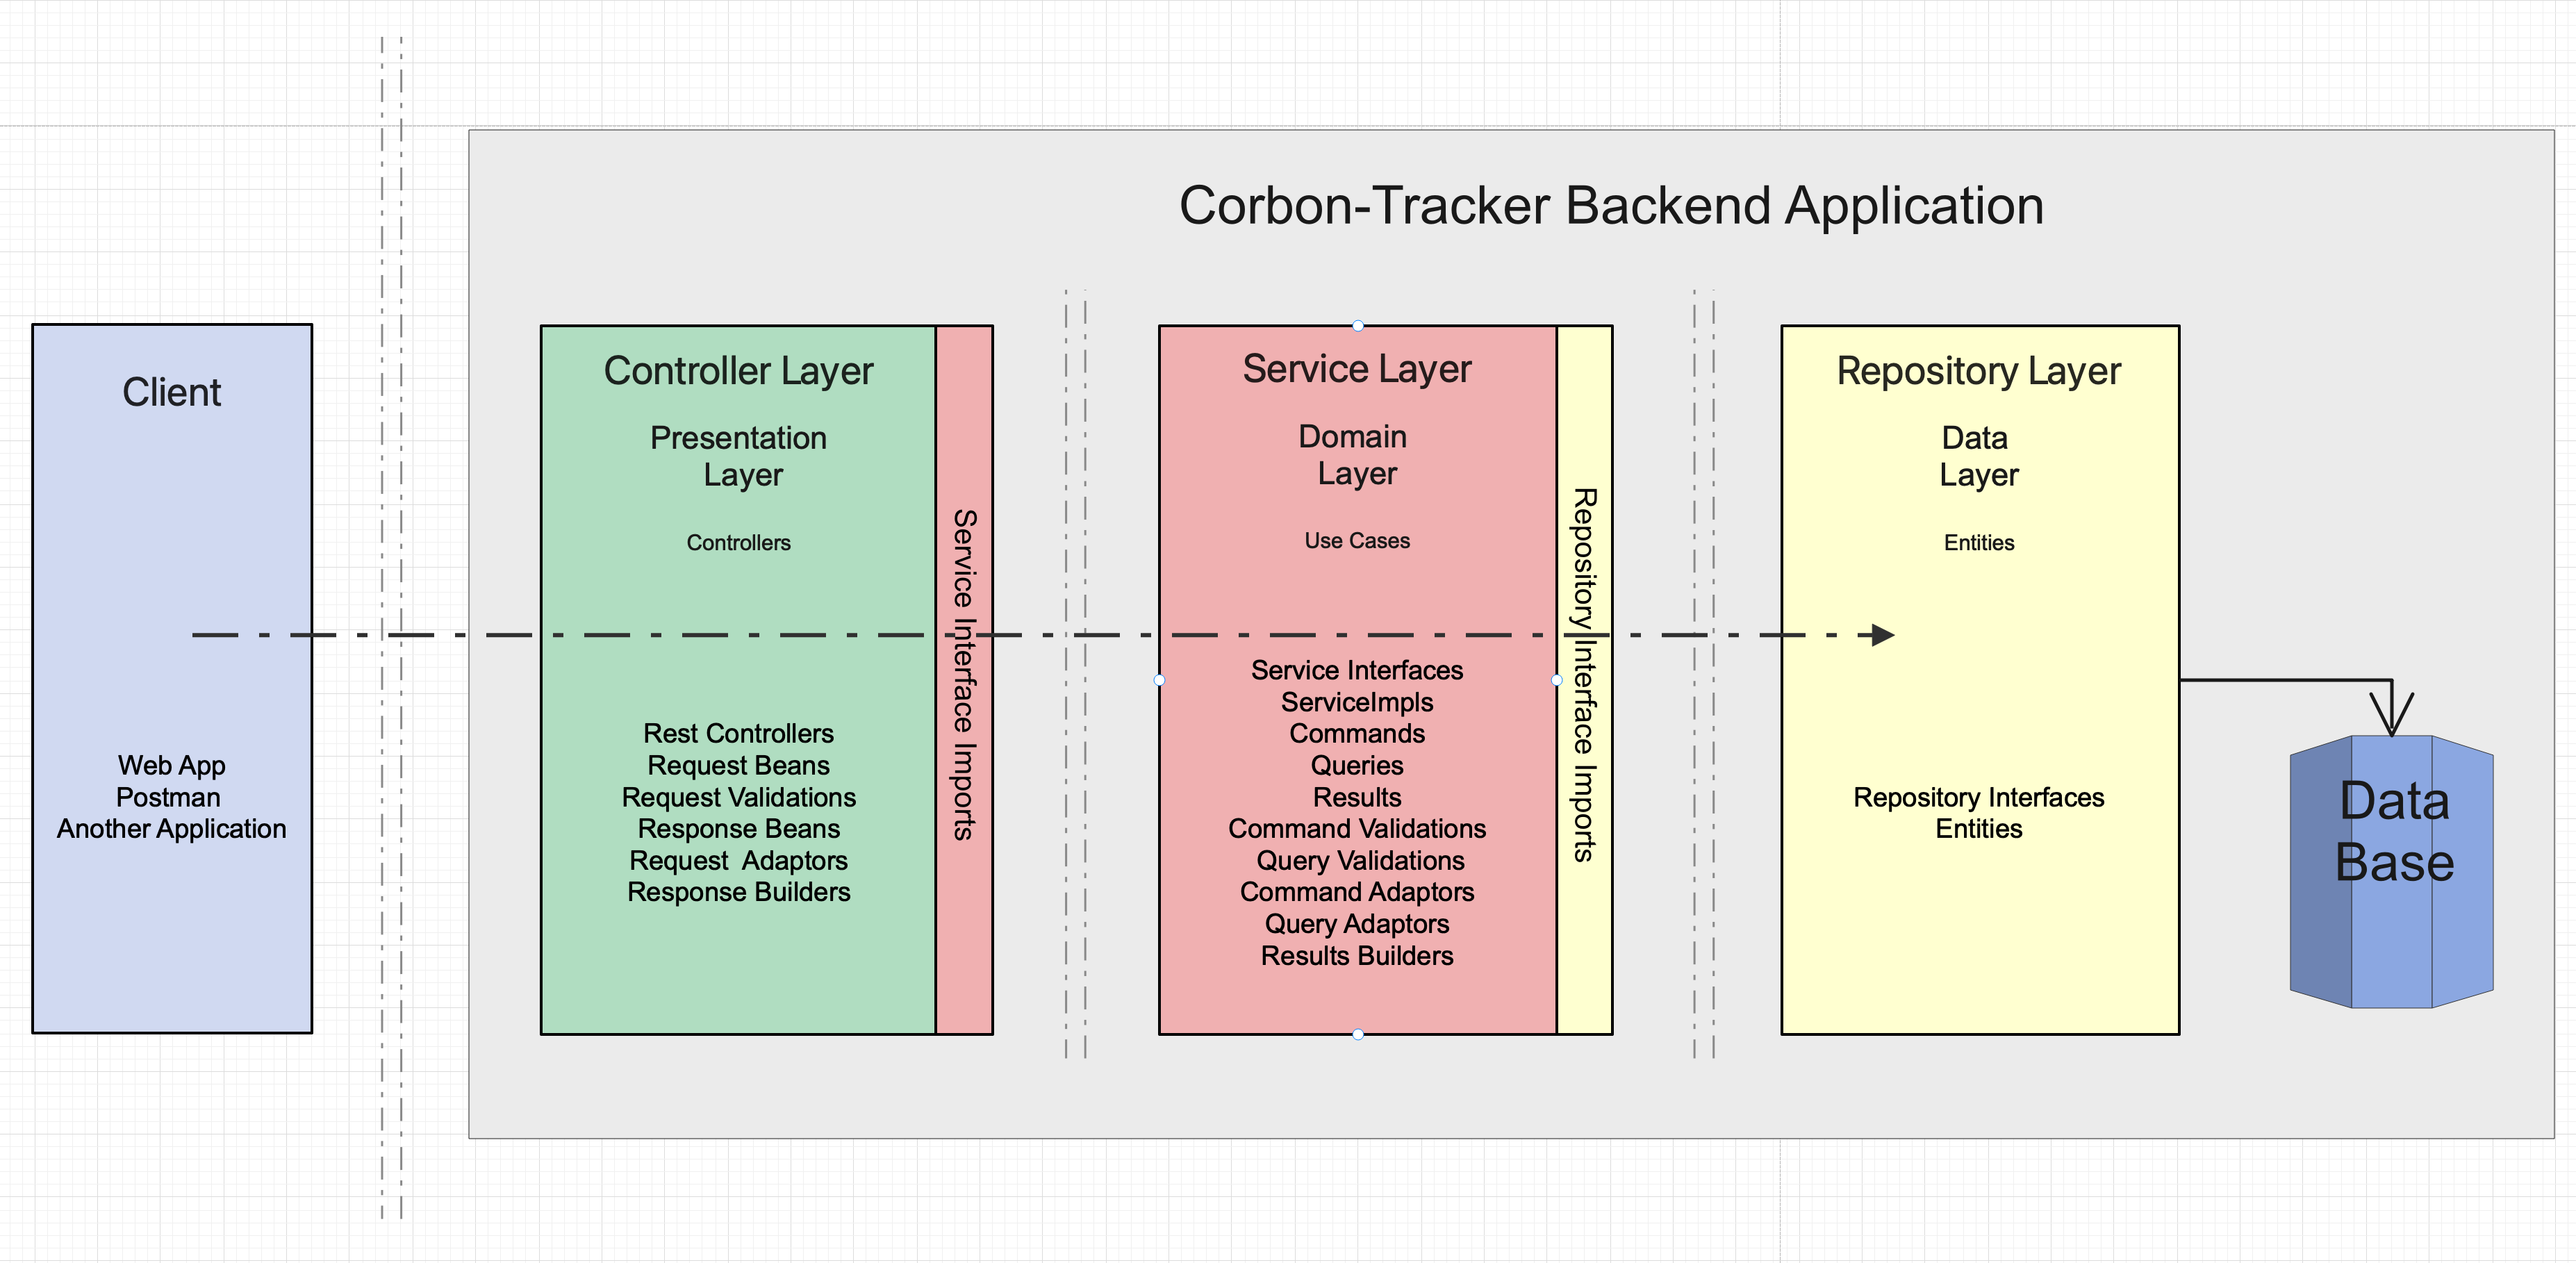 Corbon-Tracker Backend Application
Client
Web App
Postman
Another Application
Controller Layer
Presentation
Layer
Controllers
Rest Controllers
Request Beans
Request Validations
Response Beans
Request  Adaptors
Response Builders
Service Interface Imports
Service Layer
Domain
Layer
Use Cases
Service Interfaces
ServiceImpls
Commands
Queries
Results
Command Validations
Query Validations
Command Adaptors
Query Adaptors
Results Builders
Repository Interface Imports
Repository Layer
Data
Layer
Entities
Repository Interfaces
Entities
Data
Base